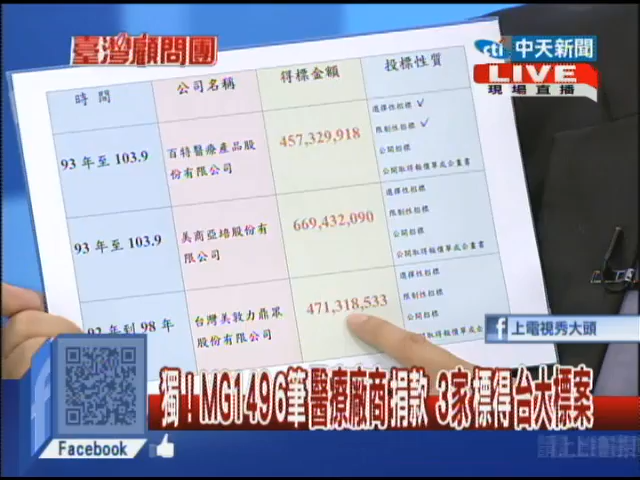 臺灣顧問團
cti 中天新聞
LIVE
現場直播
時 間
公司名稱
得標金額
投標性質
93 年至 103.9
百特醫療產品股
份有限公司
457,329,918
選擇性招標 ✓
限制性招標 ✓
公開招標
公開取得報價單或企畫書
93 年至 103.9
美商亞培股份有
限公司
669,432,090
選擇性招標
限制性招標
公開招標
公開取得報價單或企畫書
92 年到 98 年
台灣美敦力鼎眾
股份有限公司
471,318,533
選擇性招標
限制性招標
公開招標
公開取得報價單或企
f 上電視秀大頭
獨！MG149 6筆醫療廠商捐款 3家標得台大標案
f
Facebook